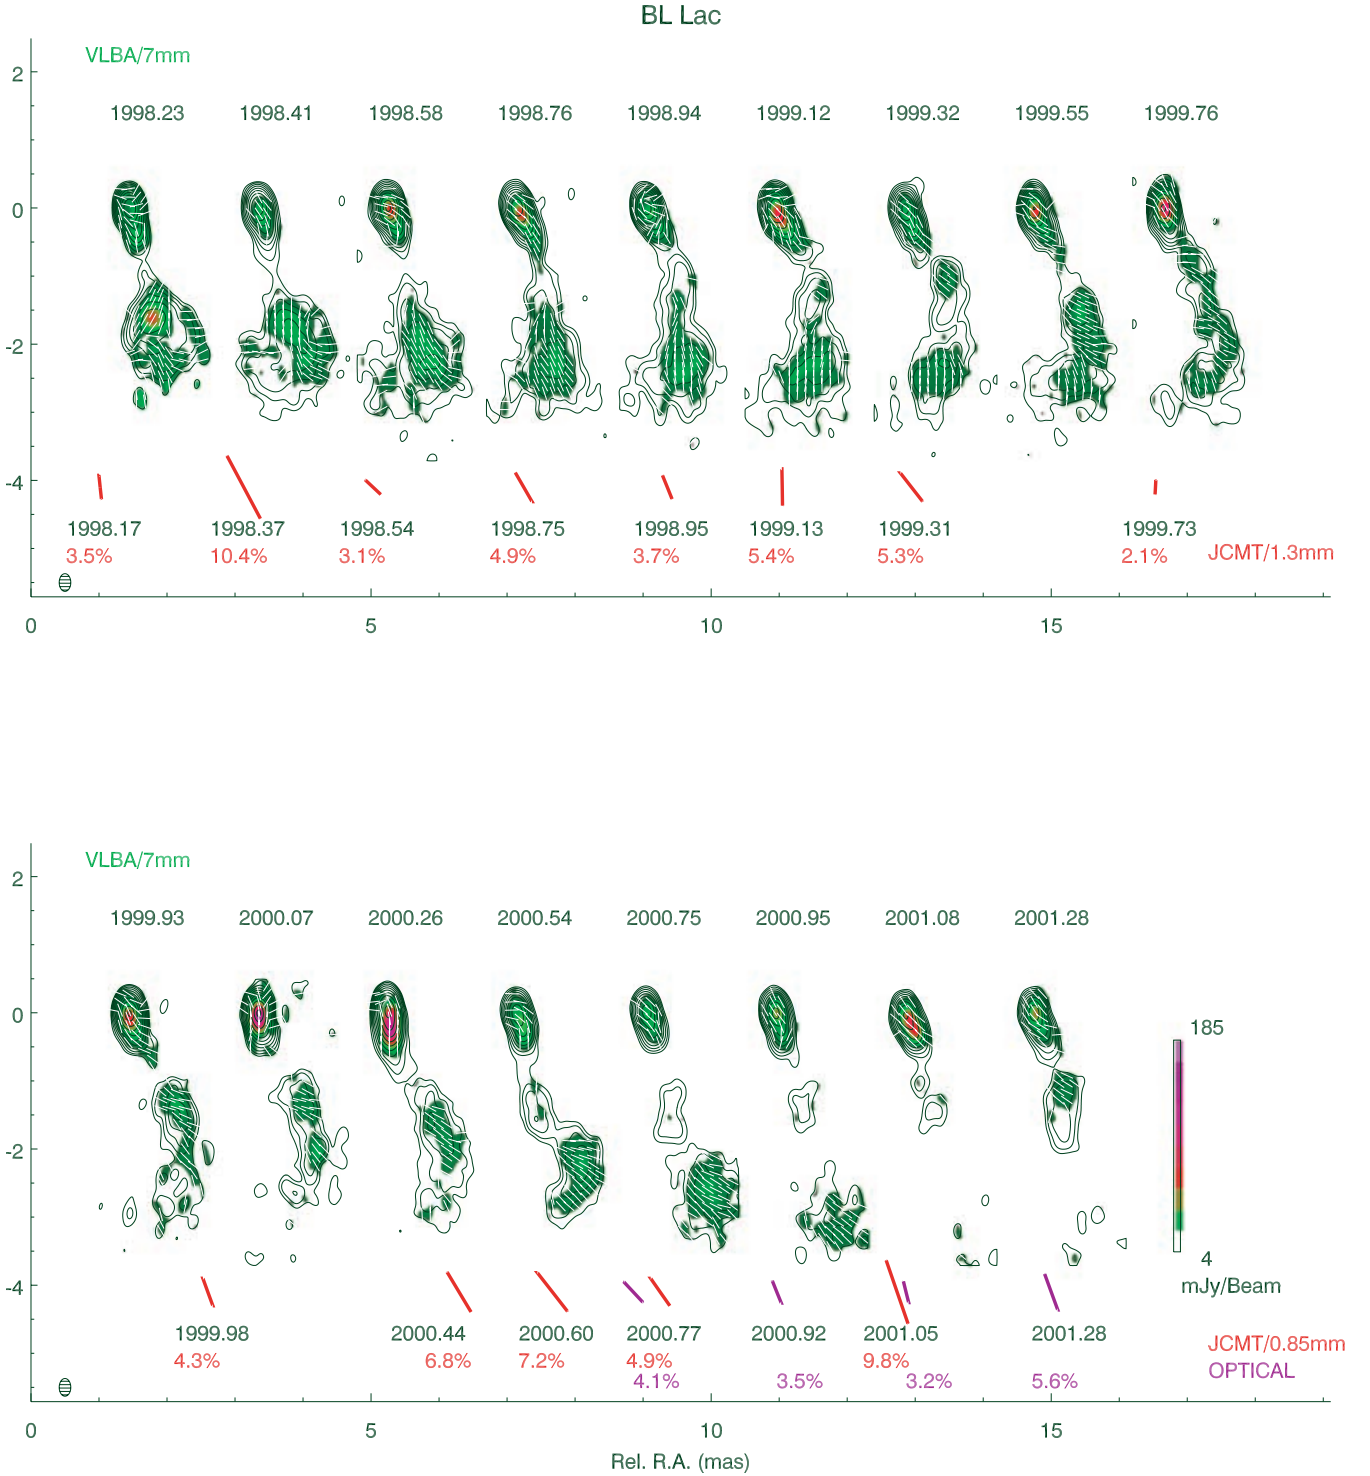 BL Lac
VLBA/7mm
2
1998.23 1998.41 1998.58 1998.76 1998.94 1999.12 1999.32 1999.55 1999.76
0
-2
-4
1998.17 1998.37 1998.54 1998.75 1998.95 1999.13 1999.31 1999.73
3.5% 10.4% 3.1% 4.9% 3.7% 5.4% 5.3% 2.1% JCMT/1.3mm
0 5 10 15
VLBA/7mm
2
1999.93 2000.07 2000.26 2000.54 2000.75 2000.95 2001.08 2001.28
0
185
-2
4
-4
mJy/Beam
1999.98 2000.44 2000.60 2000.77 2000.92 2001.05 2001.28
JCMT/0.85mm
4.3% 6.8% 7.2% 4.9% 9.8%
OPTICAL
4.1% 3.5% 3.2% 5.6%
0 5 10 15
Rel. R.A. (mas)